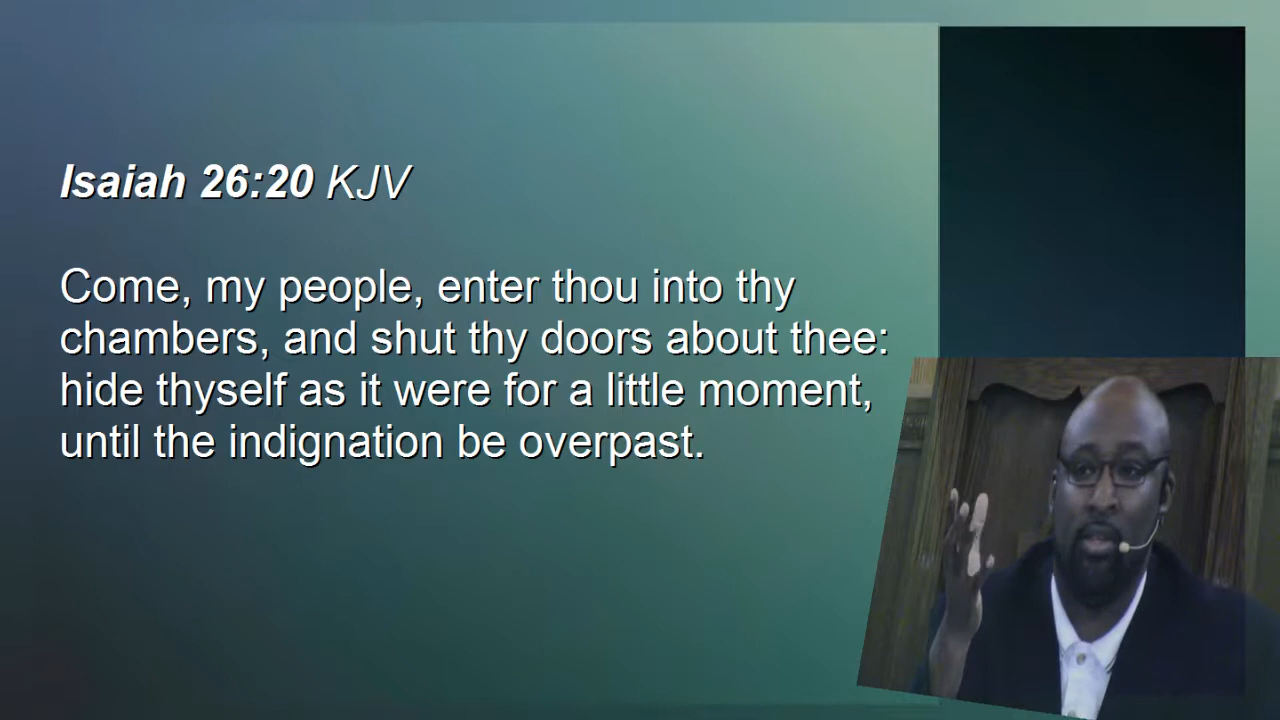 Isaiah 26:20 KJV
Come, my people, enter thou into thy
chambers, and shut thy doors about thee:
hide thyself as it were for a little moment,
until the indignation be overpast.